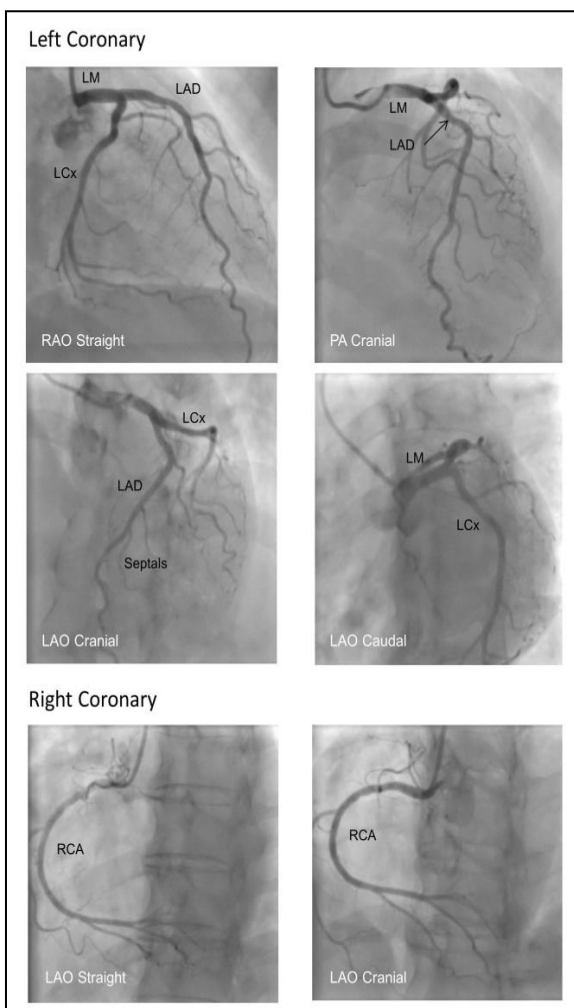 Left Coronary
LM
LAD
LCx
RAO Straight
LM
LAD
PA Cranial
LCx
LAD
Septals
LAO Cranial
LM
LCx
LAO Caudal
Right Coronary
RCA
LAO Straight
RCA
LAO Cranial